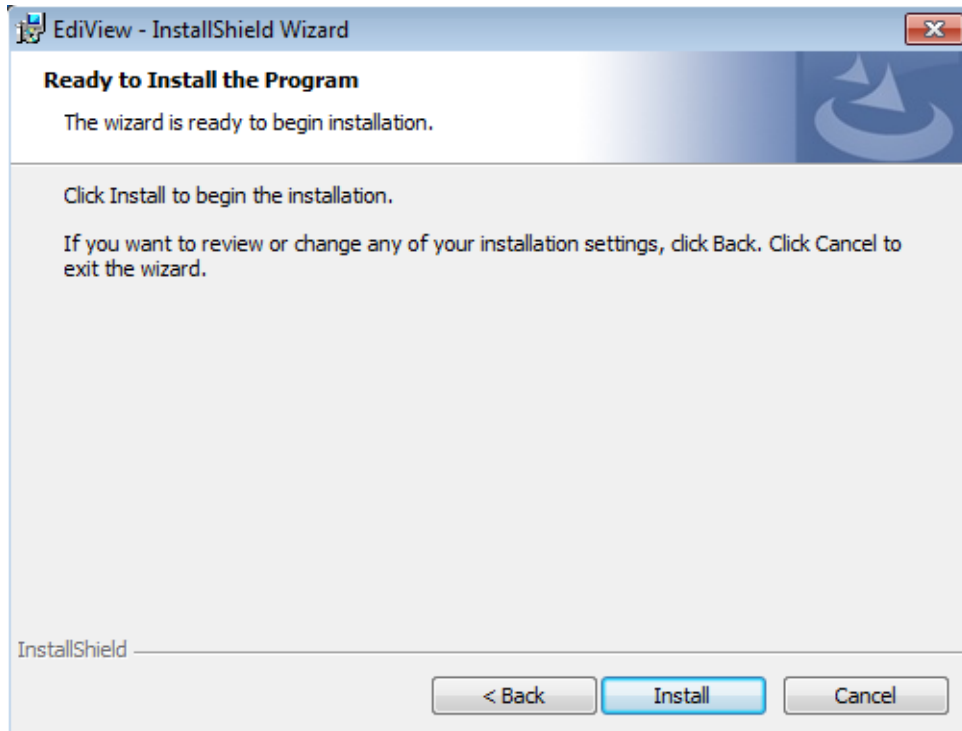 EdiView - InstallShield Wizard
Ready to Install the Program
The wizard is ready to begin installation.
Click Install to begin the installation.
If you want to review or change any of your installation settings, click Back. Click Cancel to
exit the wizard.
InstallShield
< Back
Install
Cancel